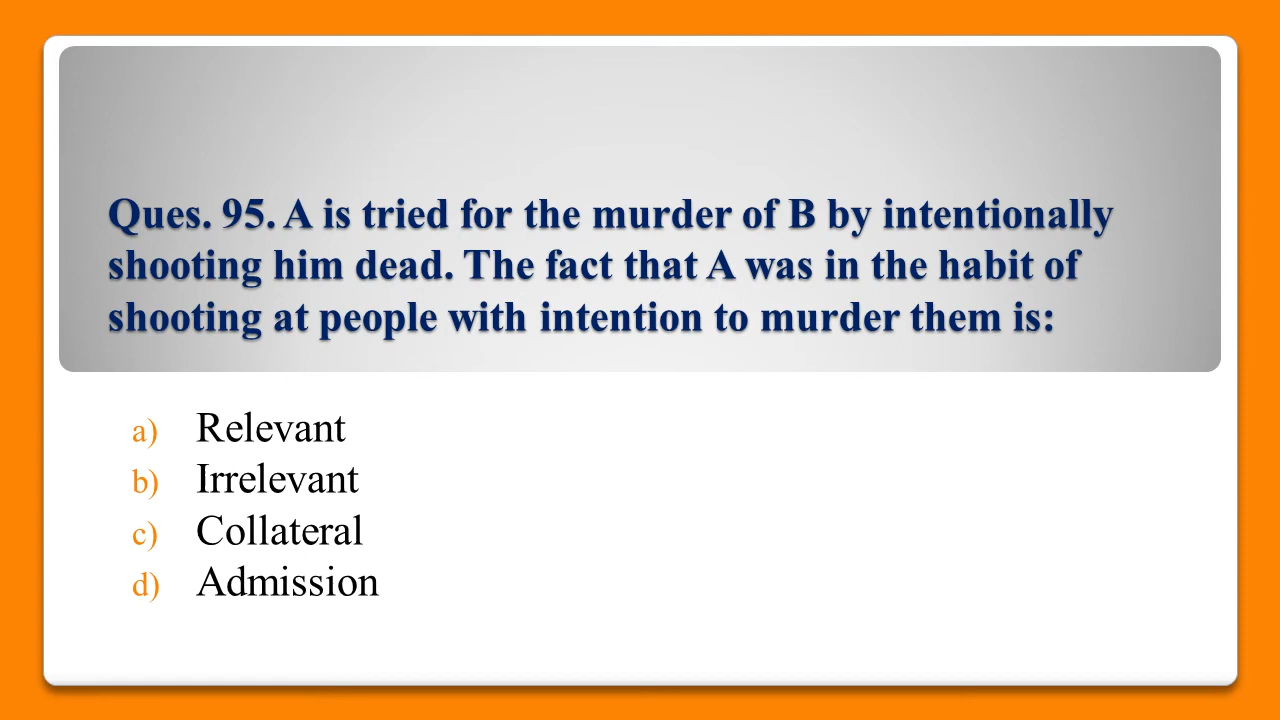 Ques. 95. A is tried for the murder of B by intentionally
shooting him dead. The fact that A was in the habit of
shooting at people with intention to murder them is:
a) Relevant
b) Irrelevant
c) Collateral
d) Admission